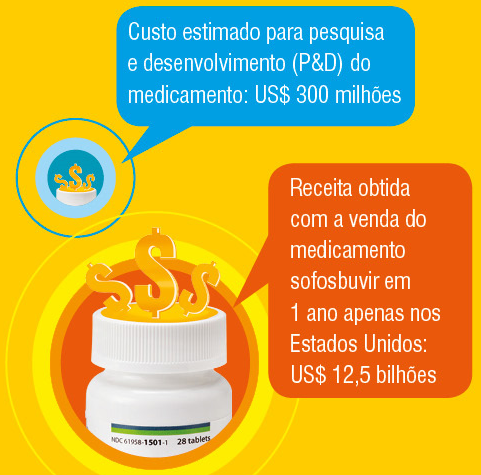 Custo estimado para pesquisa
e desenvolvimento (P&D) do
medicamento: US$ 300 milhões
Receita obtida
com a venda do
medicamento
sofosbuvir em
1 ano apenas nos
Estados Unidos:
US$ 12,5 bilhões
$ $ $
$ $ $
NDC 61958-1501-1 28 tablets